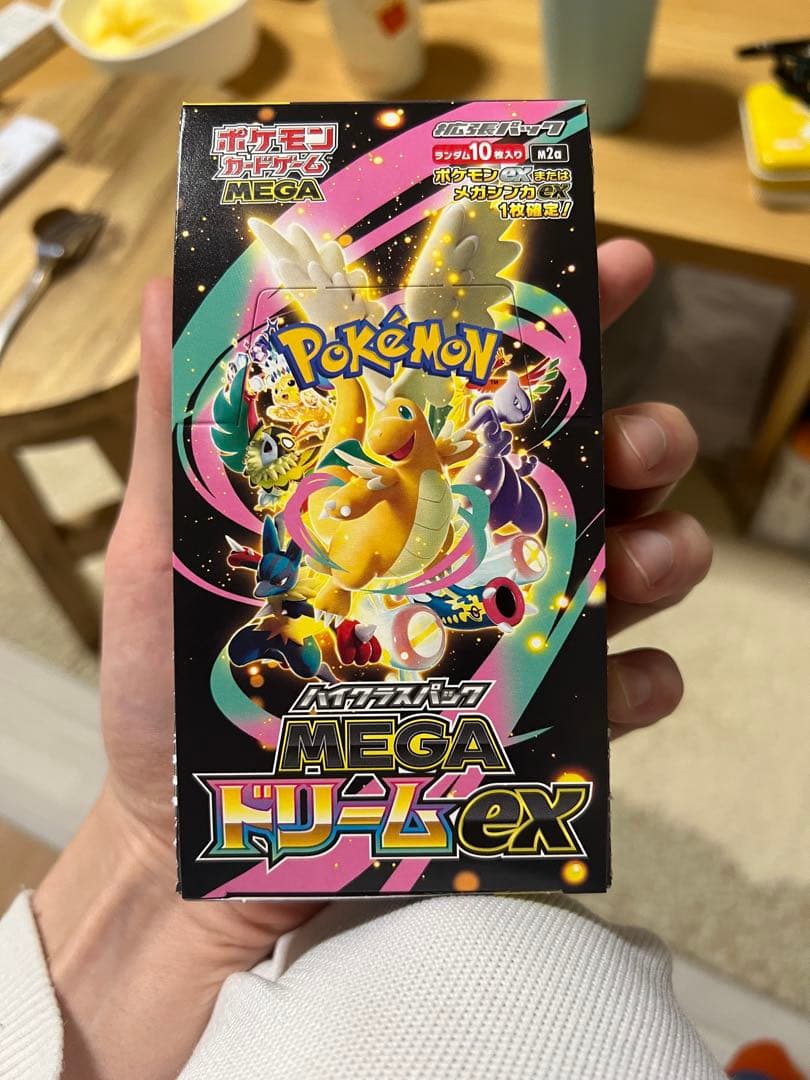 ポケモン
カードゲーム
MEGA
拡張パック
ランダム10枚入り M2a
ポケモンexまたは
メガシンカex
1枚確定!
POKéMON
TM
ハイクラスパック
MEGA
ドリームex